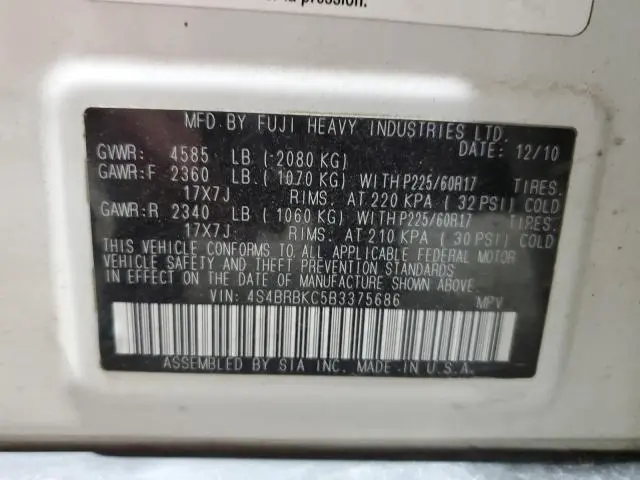 la pression.
MFD.BY FUJI HEAVY INDUSTRIES LTD.
GVWR: 4585 LB (2080 KG) DATE: 12/10
GAWR:F 2360 LB (1070 KG) WITH P225/60R17 TIRES.
17X7J RIMS. AT 220 KPA (32 PSI) COLD
GAWR:R 2340 LB (1060 KG) WITH P225/60R17 TIRES.
17X7J RIMS. AT 210 KPA (30 PSI) COLD
THIS VEHICLE CONFORMS TO ALL APPLICABLE FEDERAL MOTOR
VEHICLE SAFETY AND THEFT PREVENTION STANDARDS
IN EFFECT ON THE DATE OF MANUFACTURE SHOWN ABOVE.
VIN: 4S4BRBKC5B3375686 MPV
ASSEMBLED BY SIA INC. MADE IN U.S.A.